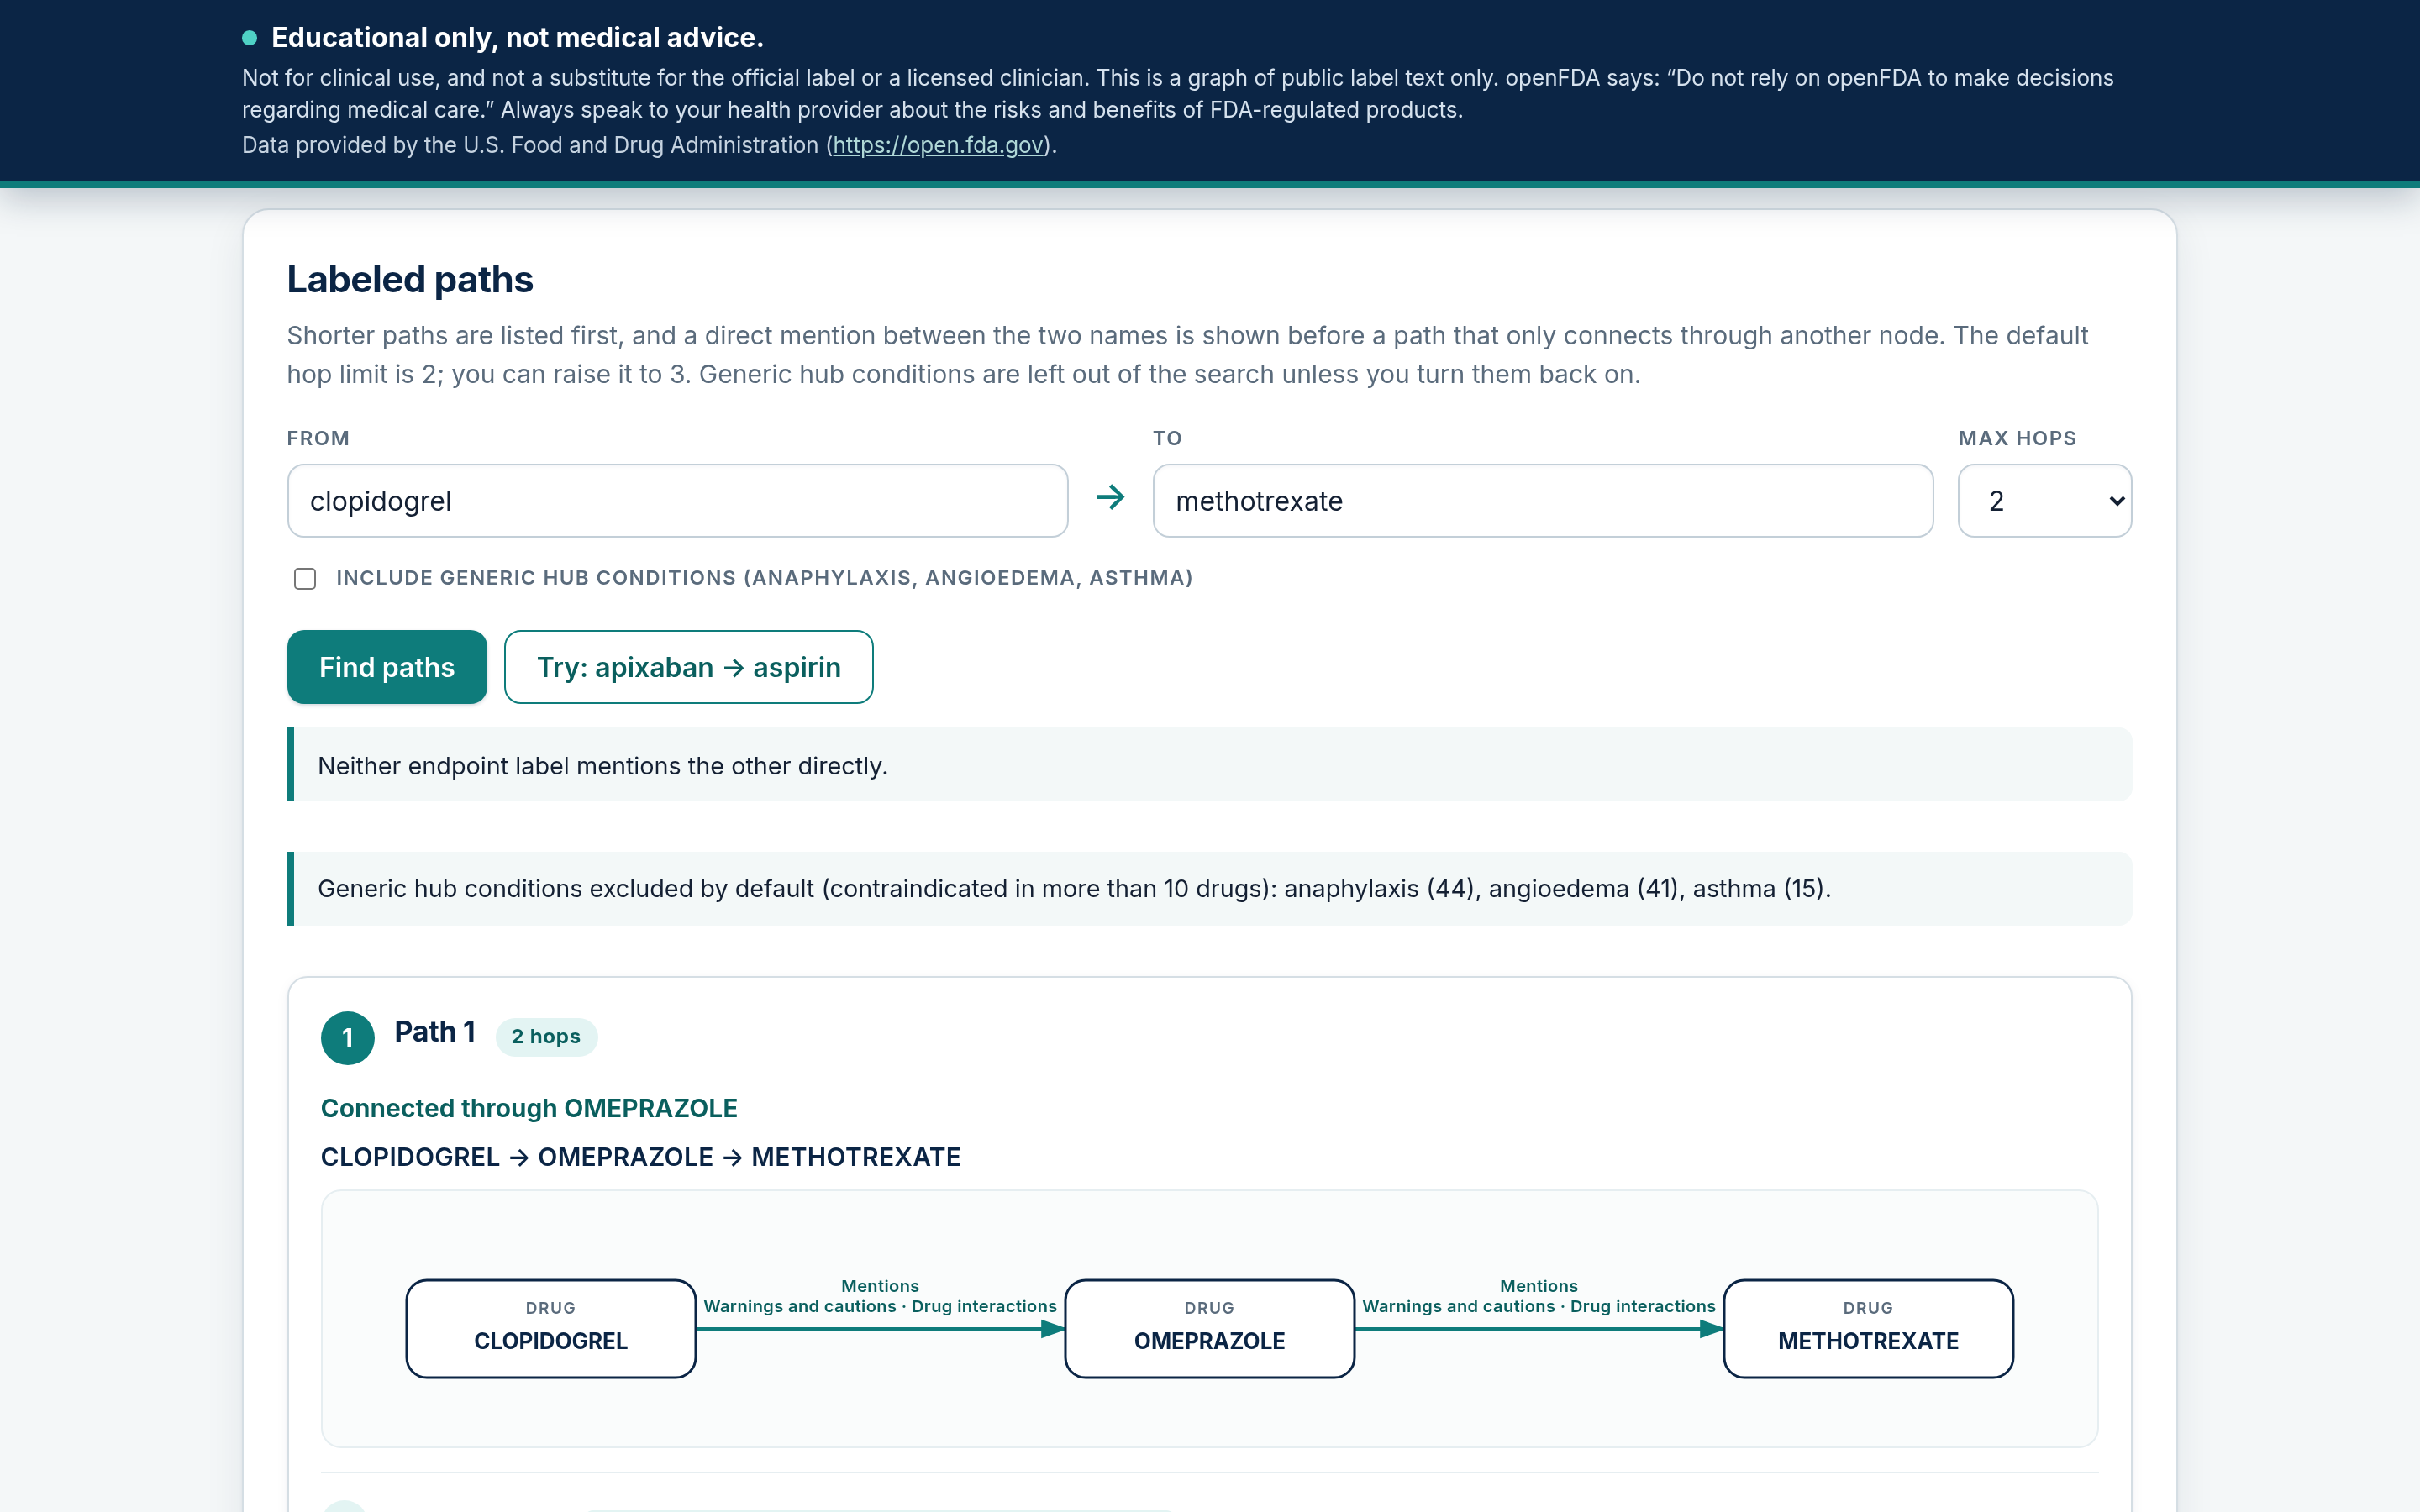 Educational only, not medical advice.
Not for clinical use, and not a substitute for the official label or a licensed clinician. This is a graph of public label text only. openFDA says: “Do not rely on openFDA to make decisions
regarding medical care.” Always speak to your health provider about the risks and benefits of FDA-regulated products.
Data provided by the U.S. Food and Drug Administration (https://open.fda.gov).
Labeled paths
Shorter paths are listed first, and a direct mention between the two names is shown before a path that only connects through another node. The default
hop limit is 2; you can raise it to 3. Generic hub conditions are left out of the search unless you turn them back on.
FROM
TO
MAX HOPS
clopidogrel
→
methotrexate
2
INCLUDE GENERIC HUB CONDITIONS (ANAPHYLAXIS, ANGIOEDEMA, ASTHMA)
Find paths
Try: apixaban → aspirin
Neither endpoint label mentions the other directly.
Generic hub conditions excluded by default (contraindicated in more than 10 drugs): anaphylaxis (44), angioedema (41), asthma (15).
1 Path 1 2 hops
Connected through OMEPRAZOLE
CLOPIDOGREL → OMEPRAZOLE → METHOTREXATE
DRUG
CLOPIDOGREL
Mentions
Warnings and cautions · Drug interactions
DRUG
OMEPRAZOLE
Mentions
Warnings and cautions · Drug interactions
DRUG
METHOTREXATE